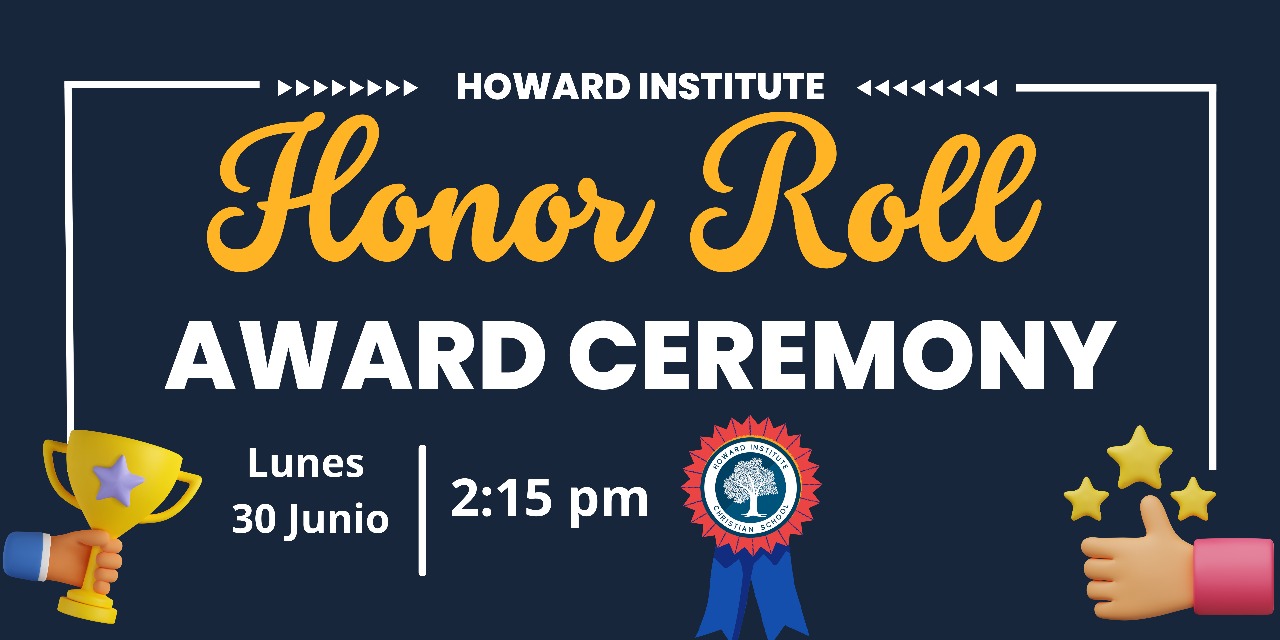 HOWARD INSTITUTE
Honor Roll
AWARD CEREMONY
Lunes
30 Junio
2:15 pm
HOWARD INSTITUTE
CHRISTIAN SCHOOL